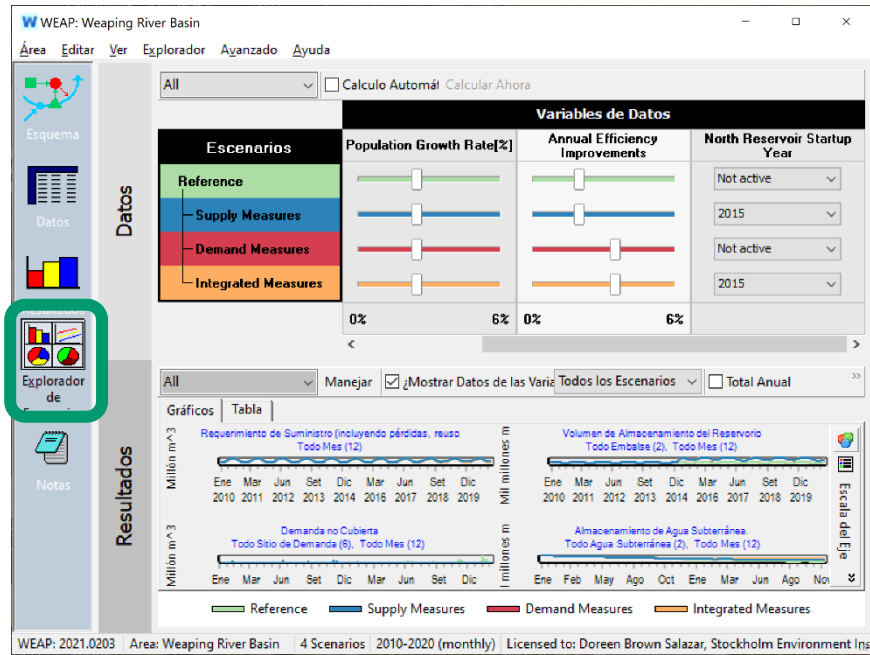 WEAP: Weaping River Basin
Área Editar Ver Explorador Avanzado Ayuda
Esquema
Datos
Explorador
de
Notas
Datos
Resultados
All Calculo Automát Calcular Ahora
Variables de Datos
Escenarios
Population Growth Rate[%]
Annual Efficiency
Improvements
North Reservoir Startup
Year
Reference Not active
Supply Measures 2015
Demand Measures Not active
Integrated Measures 2015
0% 6% 0% 6%
All Manejar ¿Mostrar Datos de las Varia Todos los Escenarios Total Anual
Gráficos Tabla
Millón m^3
Requerimiento de Suministro (incluyendo pérdidas, reuso
Todo Mes (12)
Ene Mar Jun Set Dic Mar Jun Set Dic
2010 2011 2012 2013 2014 2016 2017 2018 2019
Mil millones m
Volumen de Almacenamiento del Reservorio
Todo Embalse (2), Todo Mes (12)
Ene Mar Jun Set Dic Mar Jun Set Dic
2010 2011 2012 2013 2014 2016 2017 2018 2019
Millón m^3
Demanda no Cubierta
Todo Sitio de Demanda (6), Todo Mes (12)
Ene Mar Jun Set Dic Mar Jun Set Dic
millones m
Almacenamiento de Agua Subterránea.
Todo Agua Subterránea (2), Todo Mes (12)
Ene Feb May Ago Oct Ene Mar Jun Ago Nov
Escala del Eje
Reference Supply Measures Demand Measures Integrated Measures
WEAP: 2021.0203 Area: Weaping River Basin 4 Scenarios 2010-2020 (monthly) Licensed to: Doreen Brown Salazar, Stockholm Environment Ins